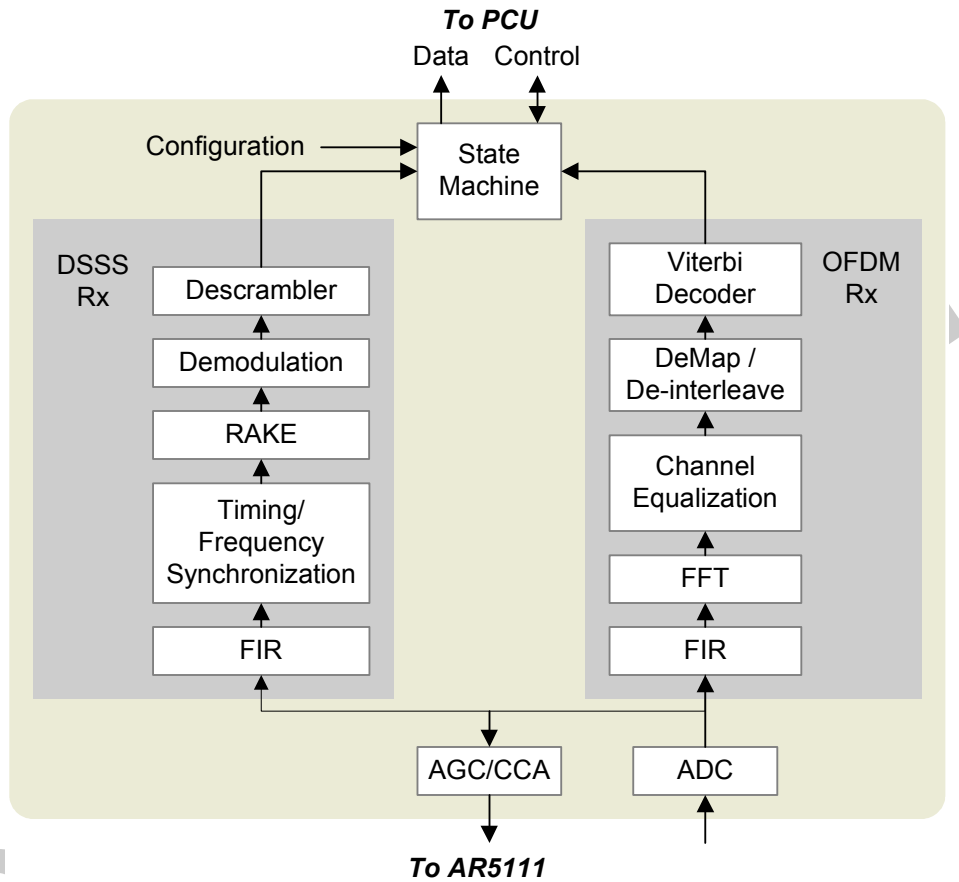 To PCU
Data Control
Configuration
State
Machine
DSSS
Rx
Descrambler
Demodulation
RAKE
Timing/
Frequency
Synchronization
FIR
Viterbi
Decoder
OFDM
Rx
DeMap /
De-interleave
Channel
Equalization
FFT
FIR
AGC/CCA
ADC
To AR5111